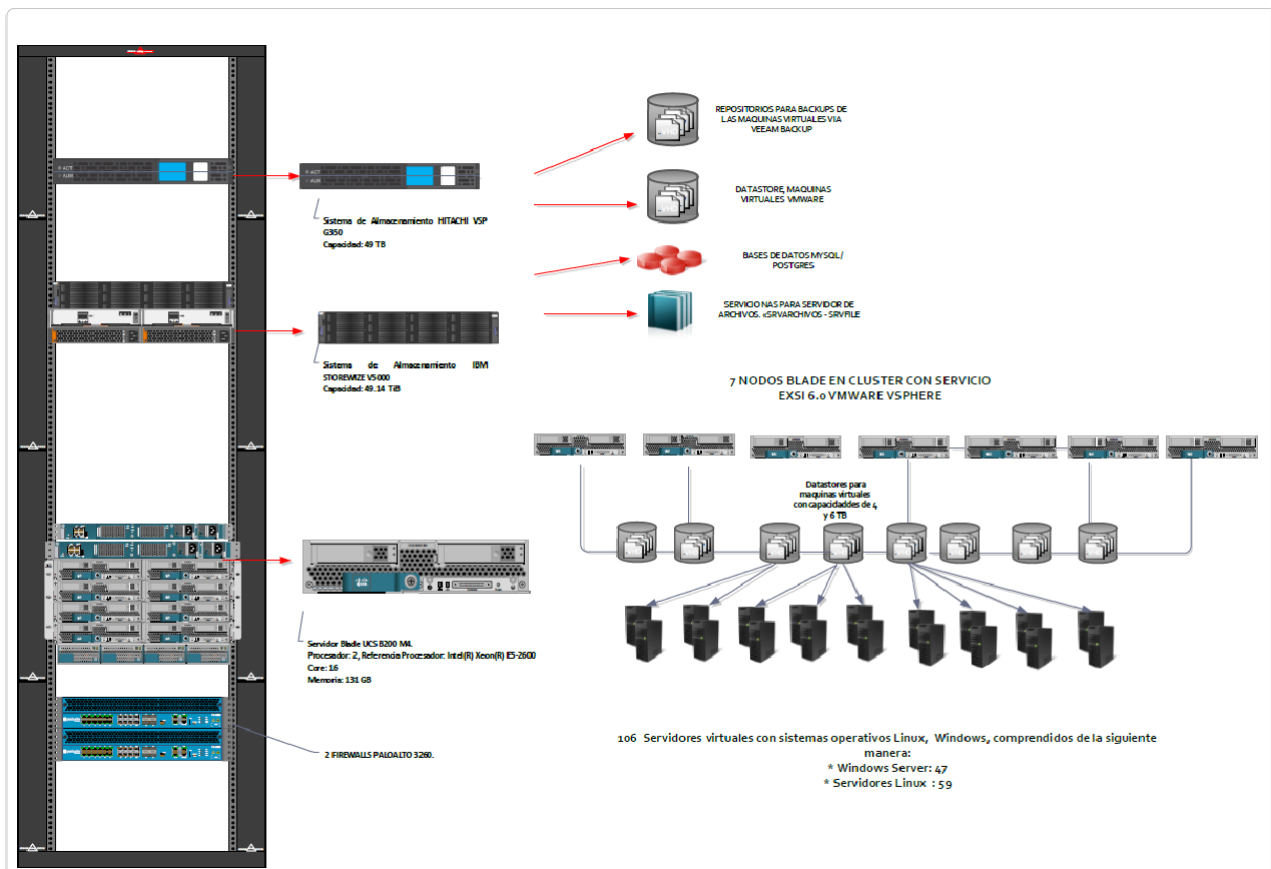 REPOSITORIOS PARA BACKUPS DE
LAS MAQUINAS VIRTUALES VIA
VEEAM BACKUP
DATASTORE, MAQUINAS
VIRTUALES VMWARE
BASES DE DATOS MYSQL/
POSTGRES
SERVICIO NAS PARA SERVIDOR DE
ARCHIVOS. «SRVARCHIVOS - SRVFILE
Sistema de Almacenamiento HITACHI VSP
G350
Capacidad: 49 TB
Sistema de Almacenamiento IBM
STOREWIZE V5000
Capacidad: 49.14 TiB
7 NODOS BLADE EN CLUSTER CON SERVICIO
EXSI 6.0 VMWARE VSPHERE
Datastores para
maquinas virtuales
con capacidaddes de 4
y 6 TB
Servidor Blade UCS B200 M4.
Procesador: 2, Referencia Procesador: Intel(R) Xeon(R) E5-2600
Core: 16
Memoria: 131 GB
2 FIREWALLS PALOALTO 3260.
106 Servidores virtuales con sistemas operativos Linux, Windows, comprendidos de la siguiente
manera:
* Windows Server: 47
* Servidores Linux : 59